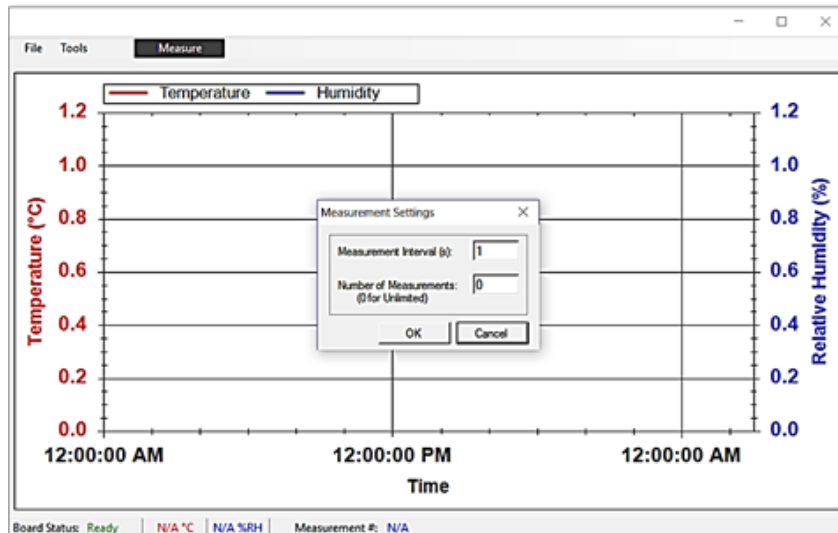 File Tools Measure
Temperature Humidity
1.2 1.2
1.0 1.0
0.8 0.8
0.6 0.6
0.4 0.4
0.2 0.2
0.0 0.0
Temperature (°C)
Relative Humidity (%)
Measurement Settings
Measurement Interval (s): 1
Number of Measurements: 0
(0 for Unlimited)
OK Cancel
12:00:00 AM 12:00:00 PM 12:00:00 AM
Time
Board Status: Ready N/A °C N/A %RH Measurement #: N/A